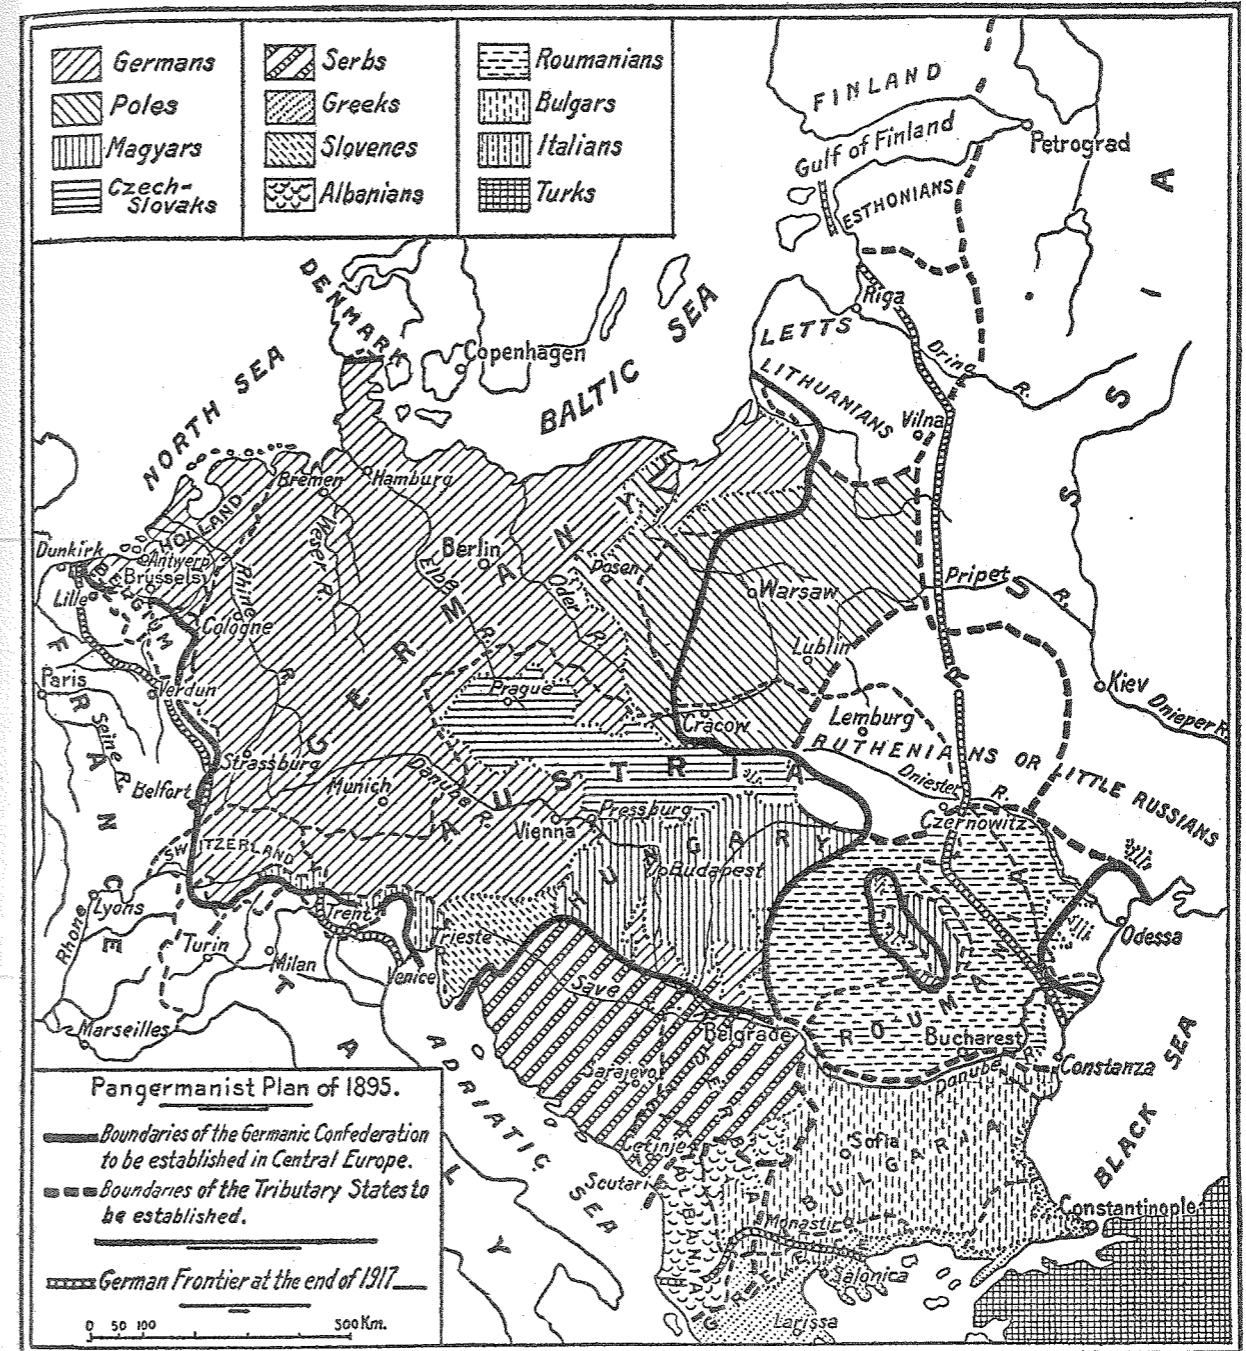 Germans
Poles
Magyars
Czech-
Slovaks
Serbs
Greeks
Slovenes
Albanians
Roumanians
Bulgars
Italians
Turks
FINLAND
Gulf of Finland
Petrograd
ESTHONIANS
RUSSIA
Riga
LETTS
Drina R.
LITHUANIANS
Vilna
DENMARK
Copenhagen
BALTIC SEA
NORTH SEA
Bremen
Hamburg
HOLLAND
Weser R.
Berlin
Elbe R.
Oder R.
Posen
Warsaw
Pripet R.
Dunkirk
Antwerp
Brussels
BELGIUM
Lille
Rhine R.
Cologne
GERMANY
Lublin
Paris
Verdun
Seine R.
FRANCE
Prague
Cracow
Lemburg
Kiev
Dnieper R.
RUTHENIANS OR LITTLE RUSSIANS
Dniester R.
Strassburg
Belfort
Munich
Danube R.
AUSTRIA
Vienna
Pressburg
Czernowitz
SWITZERLAND
HUNGARY
Budapest
Lyons
Rhone
Trent
Trieste
Turin
Milan
Venice
Odessa
Marseilles
Save
Belgrade
ROUMA
Bucharest
Danube R.
Constanza
ITALY
ADRIATIC SEA
Sarajevo
Cetinje
Scutari
Sofia
BULGARIA
BLACK SEA
ALBANIA
Monastir
Constantinople
Salonica
Larissa
Pangermanist Plan of 1895.
Boundaries of the Germanic Confederation
to be established in Central Europe.
Boundaries of the Tributary States to
be established.
German Frontier at the end of 1917
0 50 100 300 Km.